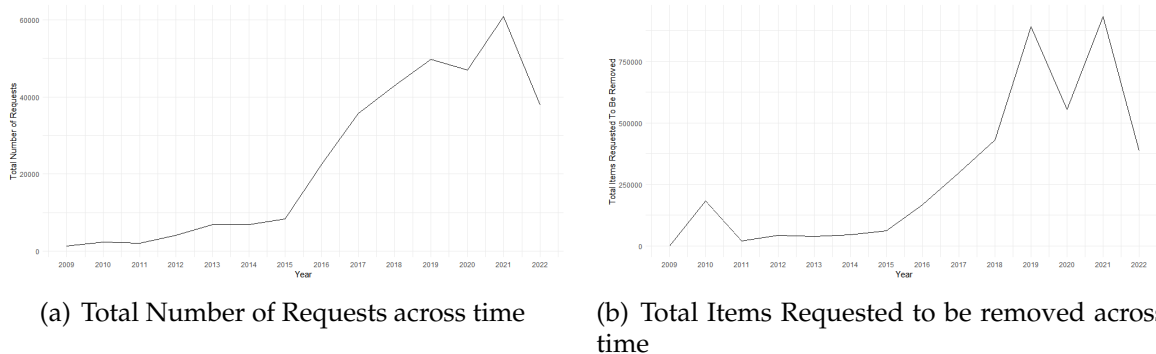 60000
40000
20000
0
Total Number of Requests
2009 2010 2011 2012 2013 2014 2015 2016 2017 2018 2019 2020 2021 2022
Year
(a) Total Number of Requests across time
750000
500000
250000
0
Total Items Requested To Be Removed
2009 2010 2011 2012 2013 2014 2015 2016 2017 2018 2019 2020 2021 2022
Year
(b) Total Items Requested to be removed across
time